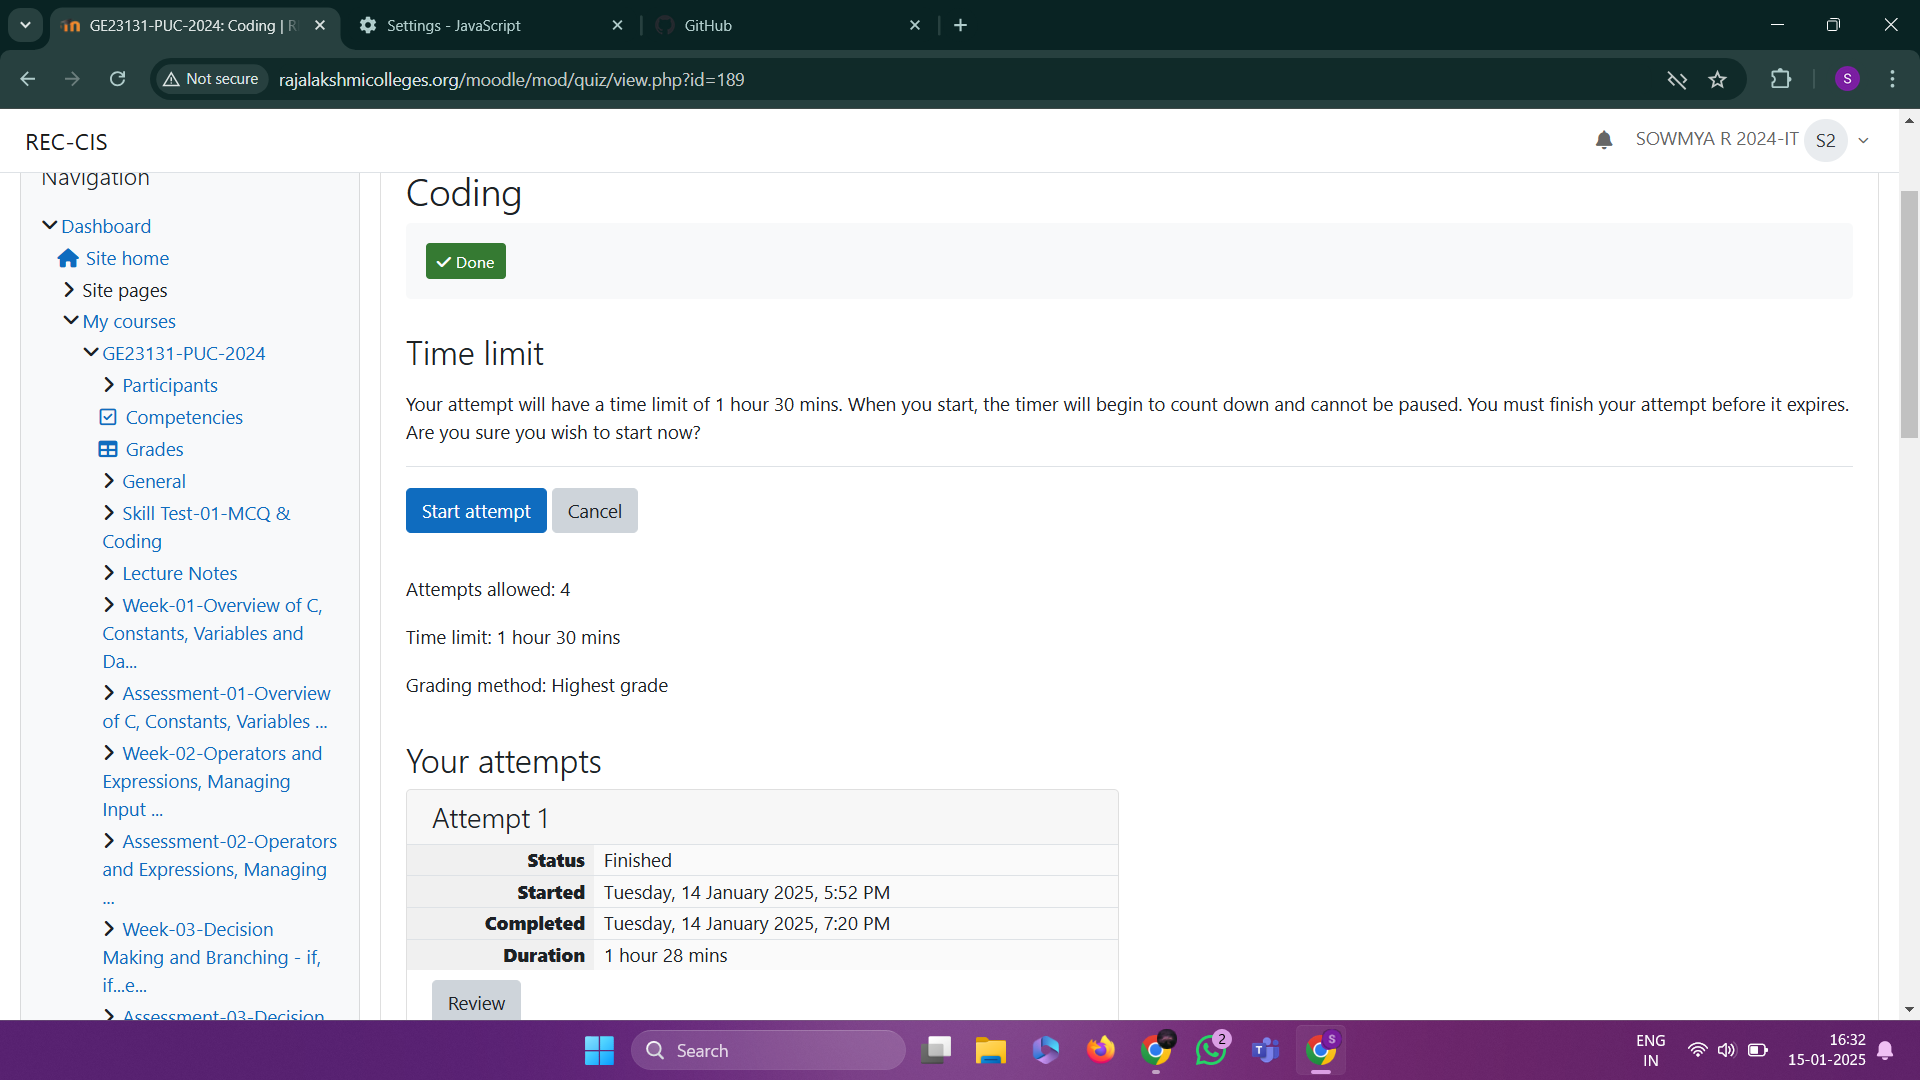 GE23131-PUC-2024: Coding | R
Settings - JavaScript
GitHub
Not secure
rajalakshmicolleges.org/moodle/mod/quiz/view.php?id=189
S
REC-CIS
SOWMYA R 2024-IT
S2
Navigation
Dashboard
Site home
Site pages
My courses
GE23131-PUC-2024
Participants
Competencies
Grades
General
Skill Test-01-MCQ &
Coding
Lecture Notes
Week-01-Overview of C,
Constants, Variables and
Da...
Assessment-01-Overview
of C, Constants, Variables ...
Week-02-Operators and
Expressions, Managing
Input ...
Assessment-02-Operators
and Expressions, Managing
...
Week-03-Decision
Making and Branching - if,
if...e...
Assessment-03-Decision
Coding
Done
Time limit
Your attempt will have a time limit of 1 hour 30 mins. When you start, the timer will begin to count down and cannot be paused. You must finish your attempt before it expires.
Are you sure you wish to start now?
Start attempt
Cancel
Attempts allowed: 4
Time limit: 1 hour 30 mins
Grading method: Highest grade
Your attempts
Attempt 1
Status Finished
Started Tuesday, 14 January 2025, 5:52 PM
Completed Tuesday, 14 January 2025, 7:20 PM
Duration 1 hour 28 mins
Review
Search
2
T
S
ENG
IN
16:32
15-01-2025